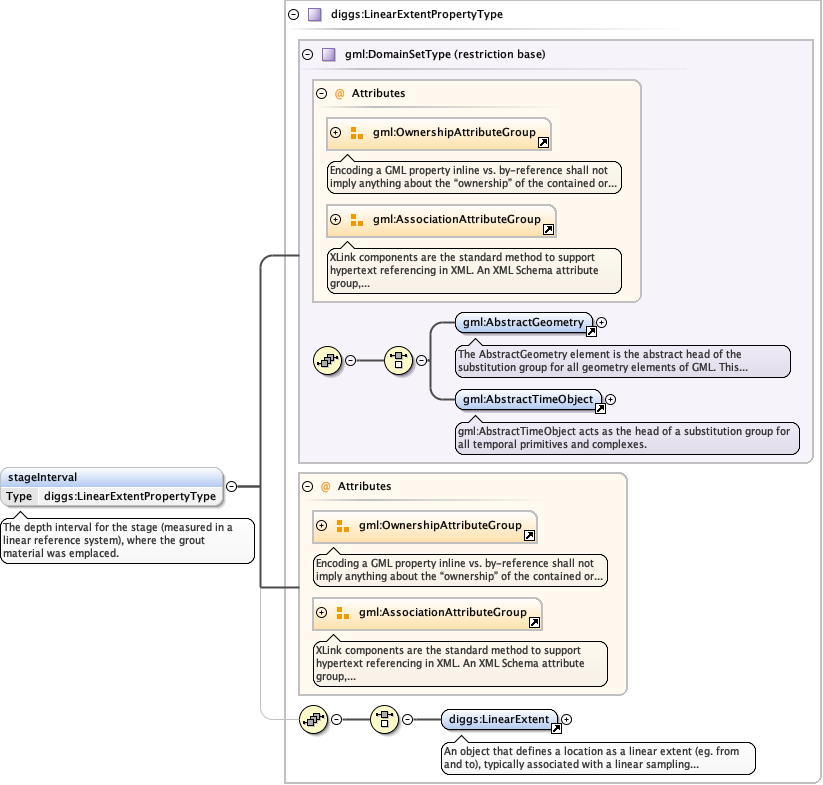 diggs:LinearExtentPropertyType
gml:DomainSetType (restriction base)
@ Attributes
gml:OwnershipAttributeGroup
Encoding a GML property inline vs. by-reference shall not
imply anything about the “ownership” of the contained or...
gml:AssociationAttributeGroup
XLink components are the standard method to support
hypertext referencing in XML. An XML Schema attribute
group,...
gml:AbstractGeometry
The AbstractGeometry element is the abstract head of the
substitution group for all geometry elements of GML. This...
gml:AbstractTimeObject
gml:AbstractTimeObject acts as the head of a substitution group for
all temporal primitives and complexes.
stageInterval
Type diggs:LinearExtentPropertyType
The depth interval for the stage (measured in a
linear reference system), where the grout
material was emplaced.
@ Attributes
gml:OwnershipAttributeGroup
Encoding a GML property inline vs. by-reference shall not
imply anything about the “ownership” of the contained or...
gml:AssociationAttributeGroup
XLink components are the standard method to support
hypertext referencing in XML. An XML Schema attribute
group,...
diggs:LinearExtent
An object that defines a location as a linear extent (eg. from
and to), typically associated with a linear sampling...